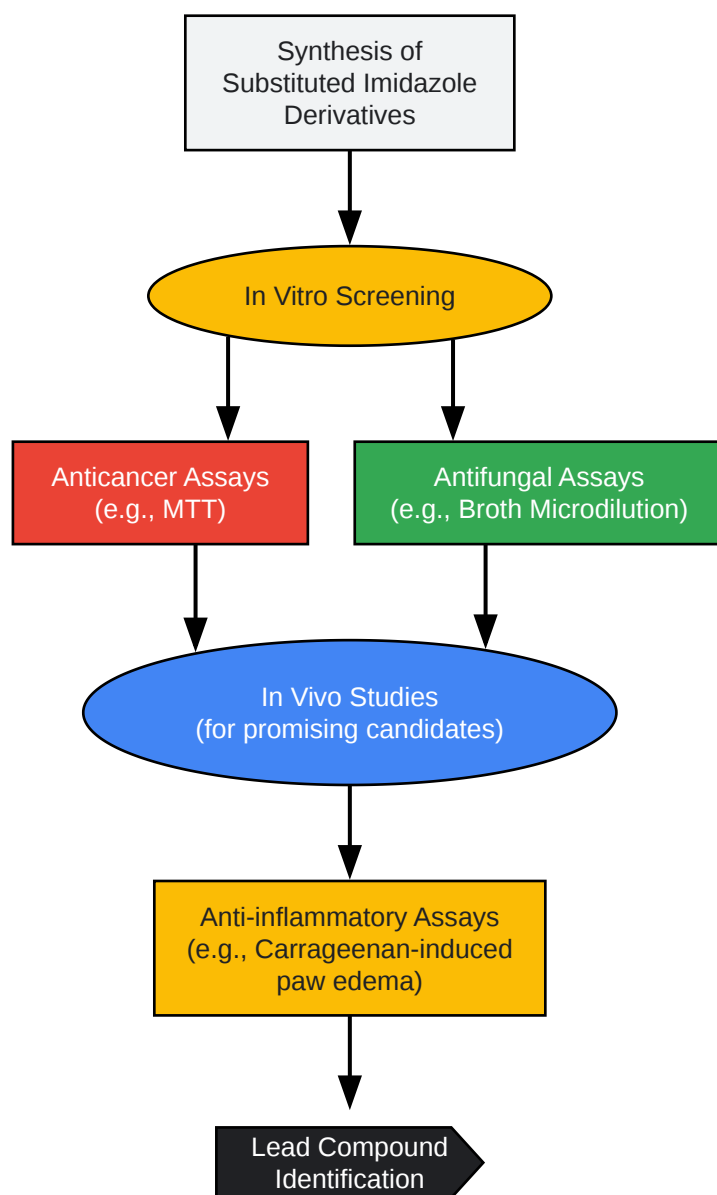 Synthesis of
Substituted Imidazole
Derivatives
In Vitro Screening
Anticancer Assays
(e.g., MTT)
Antifungal Assays
(e.g., Broth Microdilution)
In Vivo Studies
(for promising candidates)
Anti-inflammatory Assays
(e.g., Carrageenan-induced
paw edema)
Lead Compound
Identification